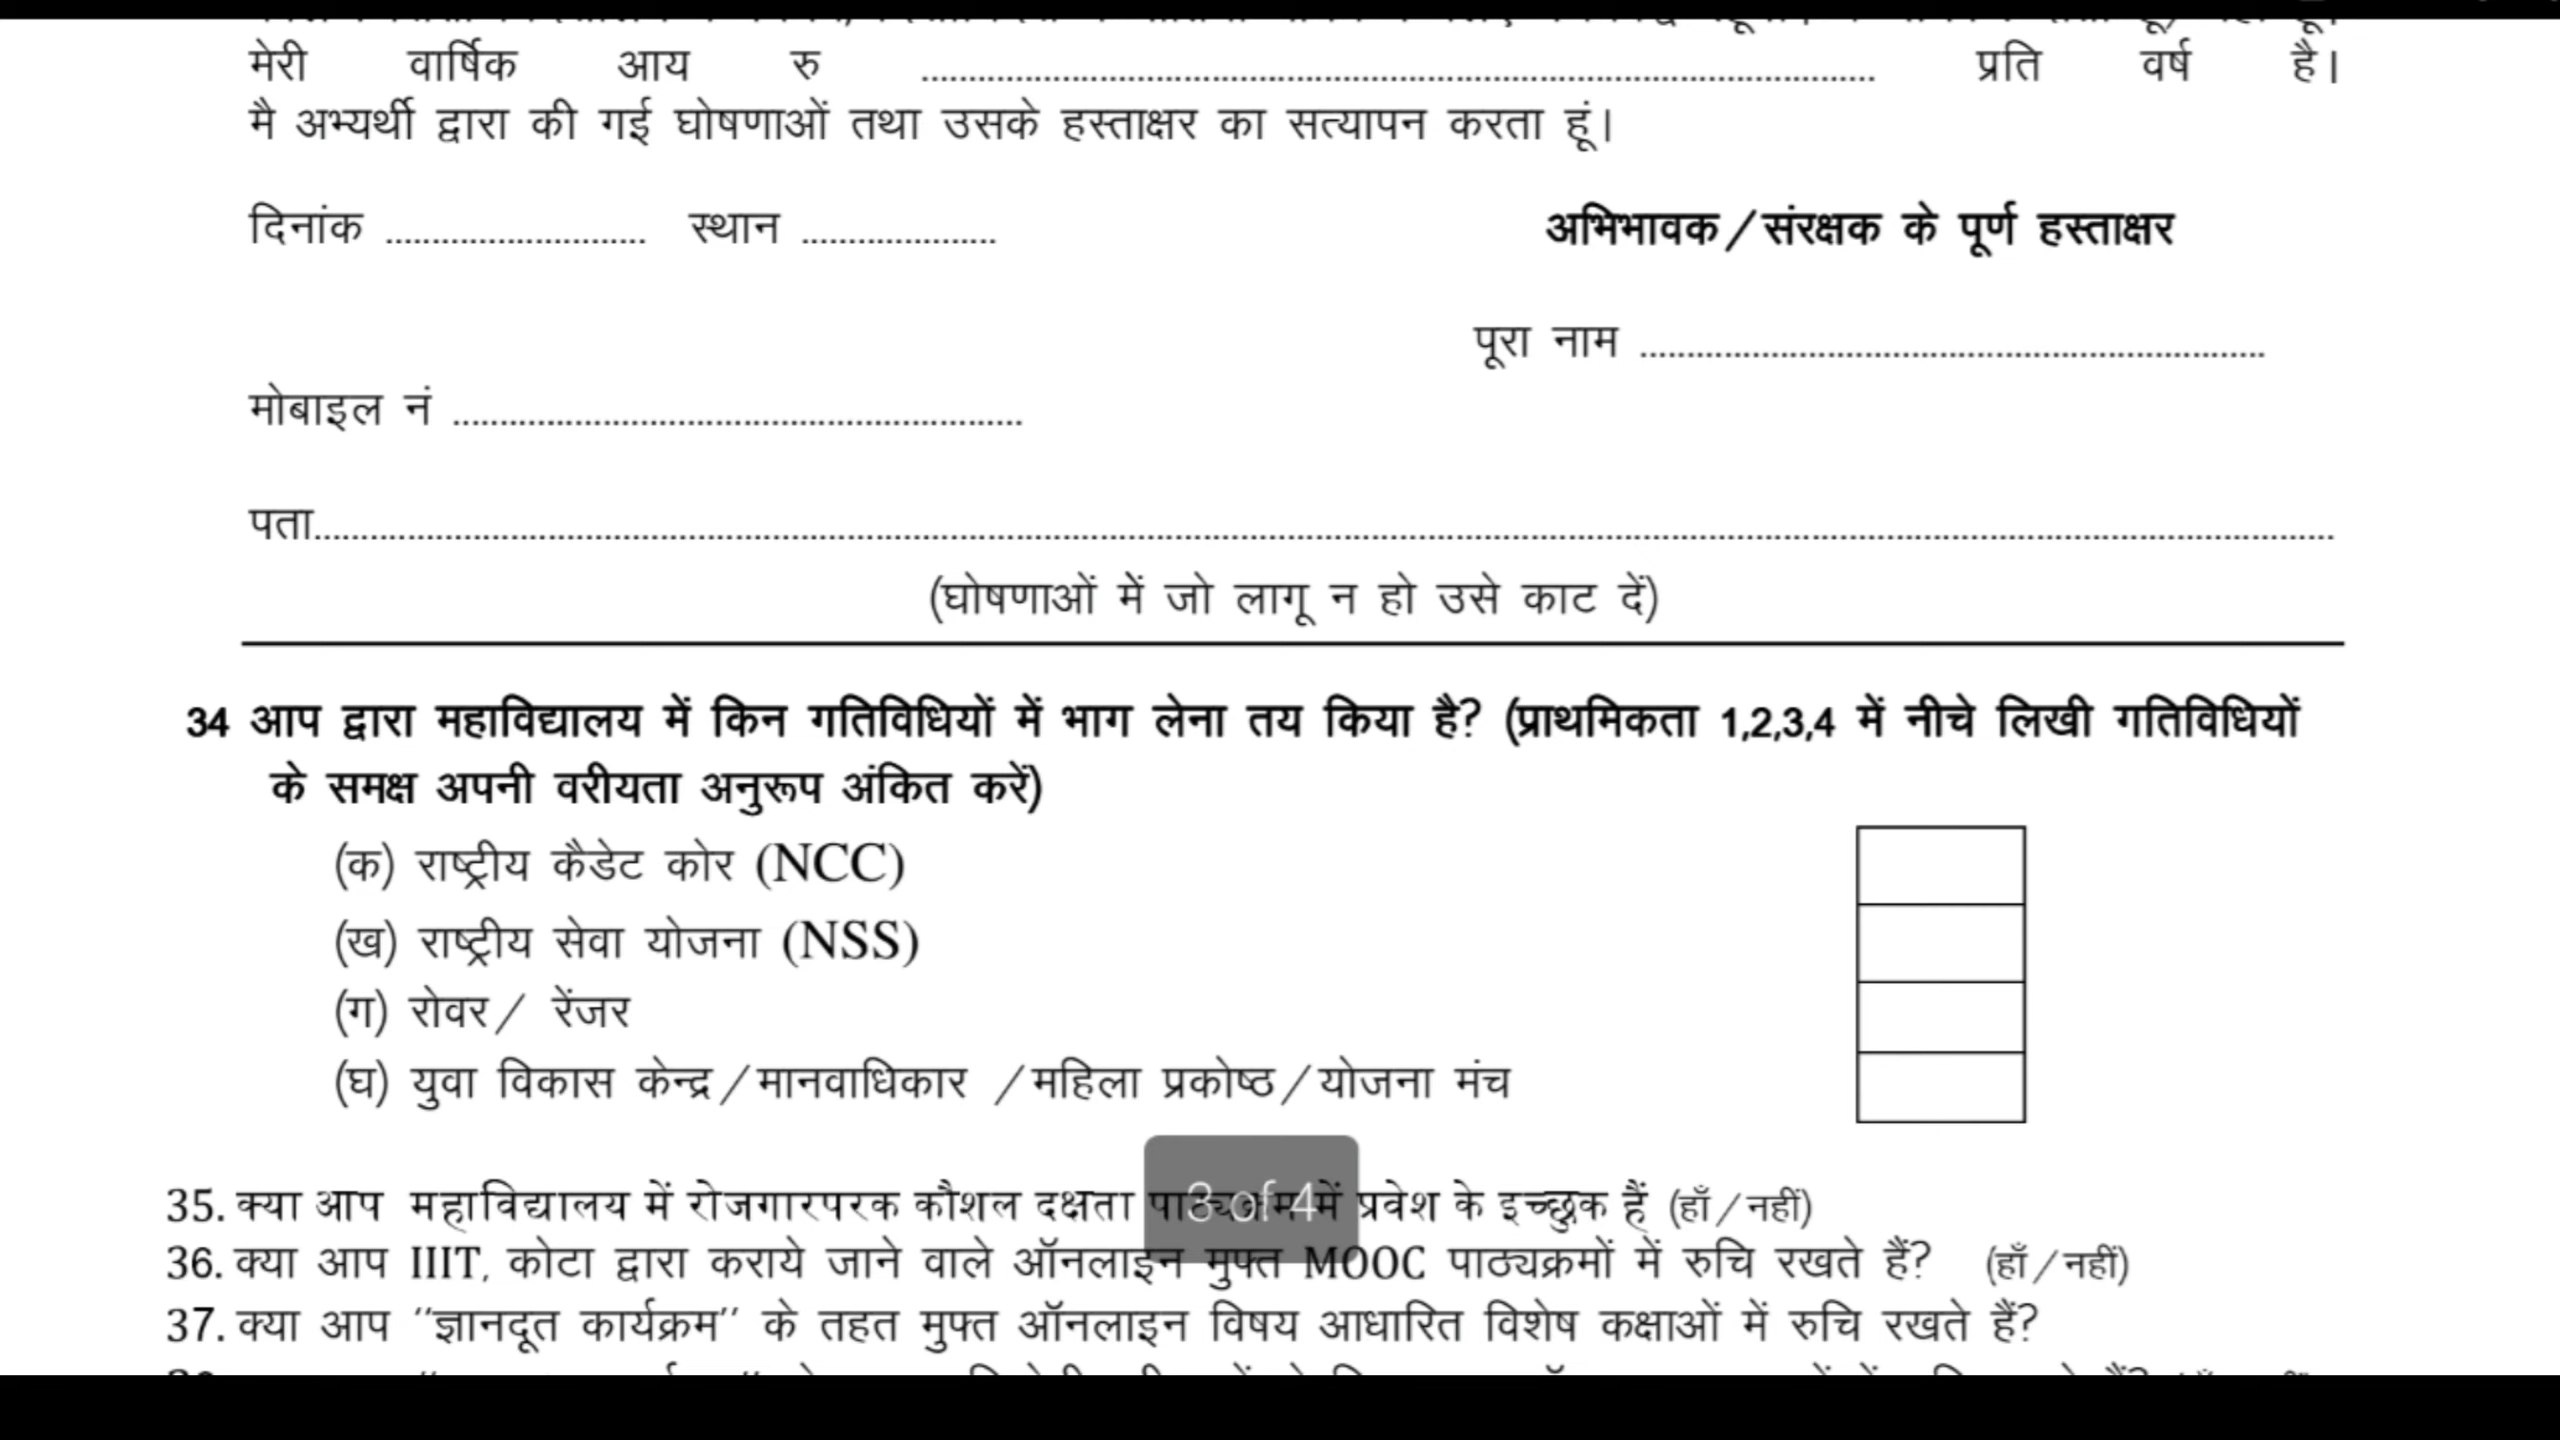 मेरी वार्षिक आय रु ........................................................................................................ प्रति वर्ष है।
मै अभ्यर्थी द्वारा की गई घोषणाओं तथा उसके हस्ताक्षर का सत्यापन करता हूं।
दिनांक ............................ स्थान ..................... अभिभावक/संरक्षक के पूर्ण हस्ताक्षर
पूरा नाम ....................................................................
मोबाइल नं ..............................................................
पता..............................................................................................................................
(घोषणाओं में जो लागू न हो उसे काट दें)
34 आप द्वारा महाविद्यालय में किन गतिविधियों में भाग लेना तय किया है? (प्राथमिकता 1,2,3,4 में नीचे लिखी गतिविधियों
के समक्ष अपनी वरीयता अनुरूप अंकित करें)
(क) राष्ट्रीय कैडेट कोर (NCC)
(ख) राष्ट्रीय सेवा योजना (NSS)
(ग) रोवर/ रेंजर
(घ) युवा विकास केन्द्र/मानवाधिकार /महिला प्रकोष्ठ/योजना मंच
3 of 4
35. क्या आप महाविद्यालय में रोजगारपरक कौशल दक्षता पाठ्यक्रम में प्रवेश के इच्छुक हैं (हाँ/नहीं)
36. क्या आप IIIT, कोटा द्वारा कराये जाने वाले ऑनलाइन मुफ्त MOOC पाठ्यक्रमों में रुचि रखते हैं? (हाँ/नहीं)
37. क्या आप ''ज्ञानदूत कार्यक्रम'' के तहत मुफ्त ऑनलाइन विषय आधारित विशेष कक्षाओं में रुचि रखते हैं?